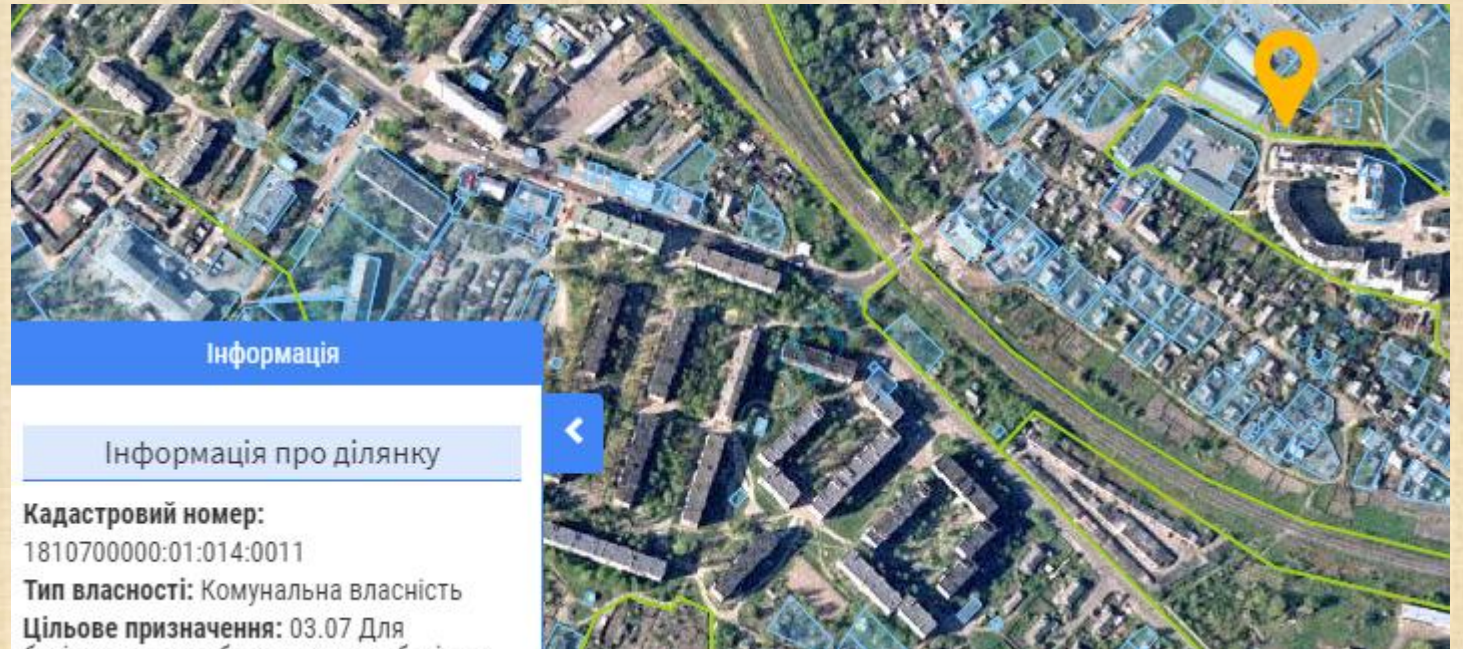 Інформація
Інформація про ділянку
Кадастровий номер:
1810700000:01:014:0011
Тип власності: Комунальна власність
Цільове призначення: 03.07 Для